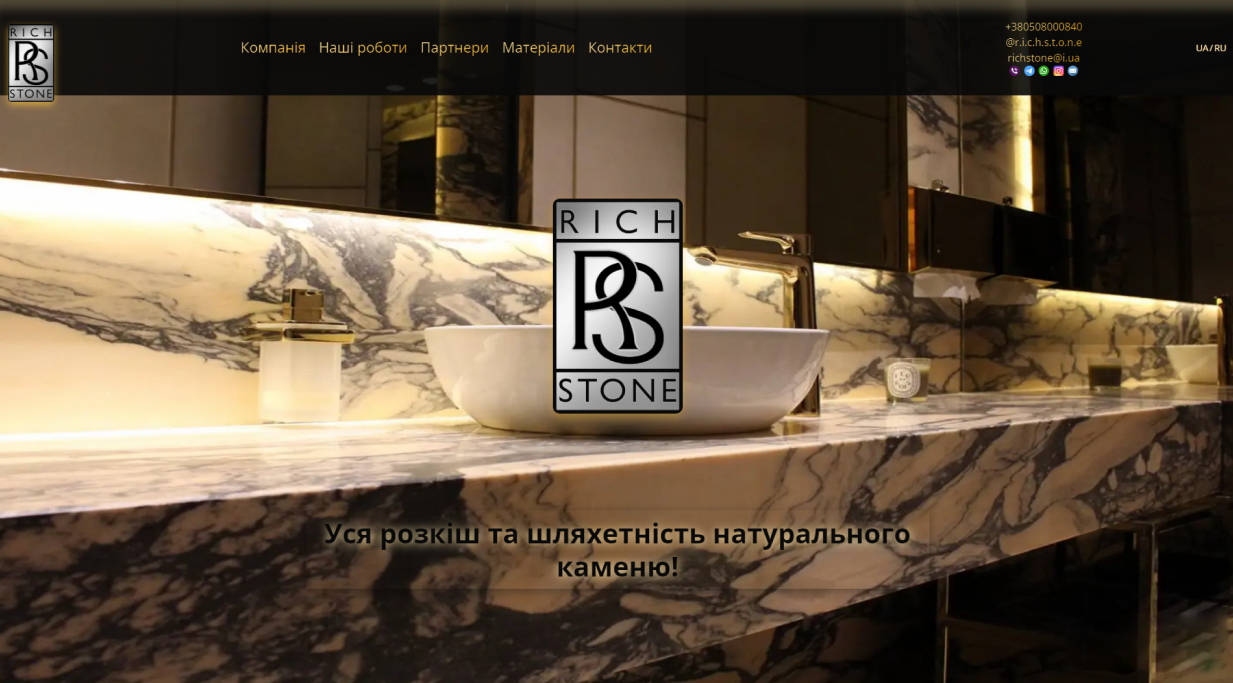 RICH
RS
STONE
Компанія Наші роботи Партнери Матеріали Контакти
+380508000840
@r.i.c.h.s.t.o.n.e
richstone@i.ua
UA/RU
RICH
RS
STONE
Уся розкіш та шляхетність натурального
каменю!